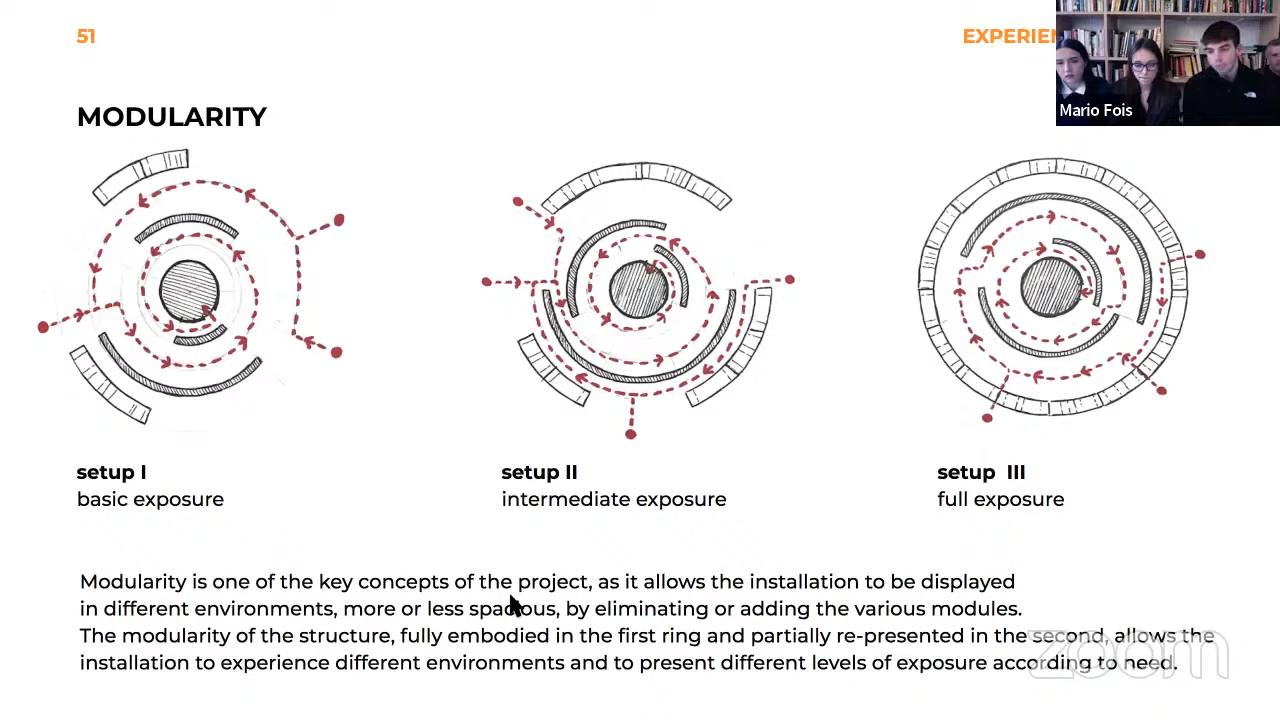 51
EXPERIEN
Mario Fois
MODULARITY
setup I
basic exposure
setup II
intermediate exposure
setup III
full exposure
Modularity is one of the key concepts of the project, as it allows the installation to be displayed
in different environments, more or less spacious, by eliminating or adding the various modules.
The modularity of the structure, fully embodied in the first ring and partially re-presented in the second, allows the
installation to experience different environments and to present different levels of exposure according to need.
zoom